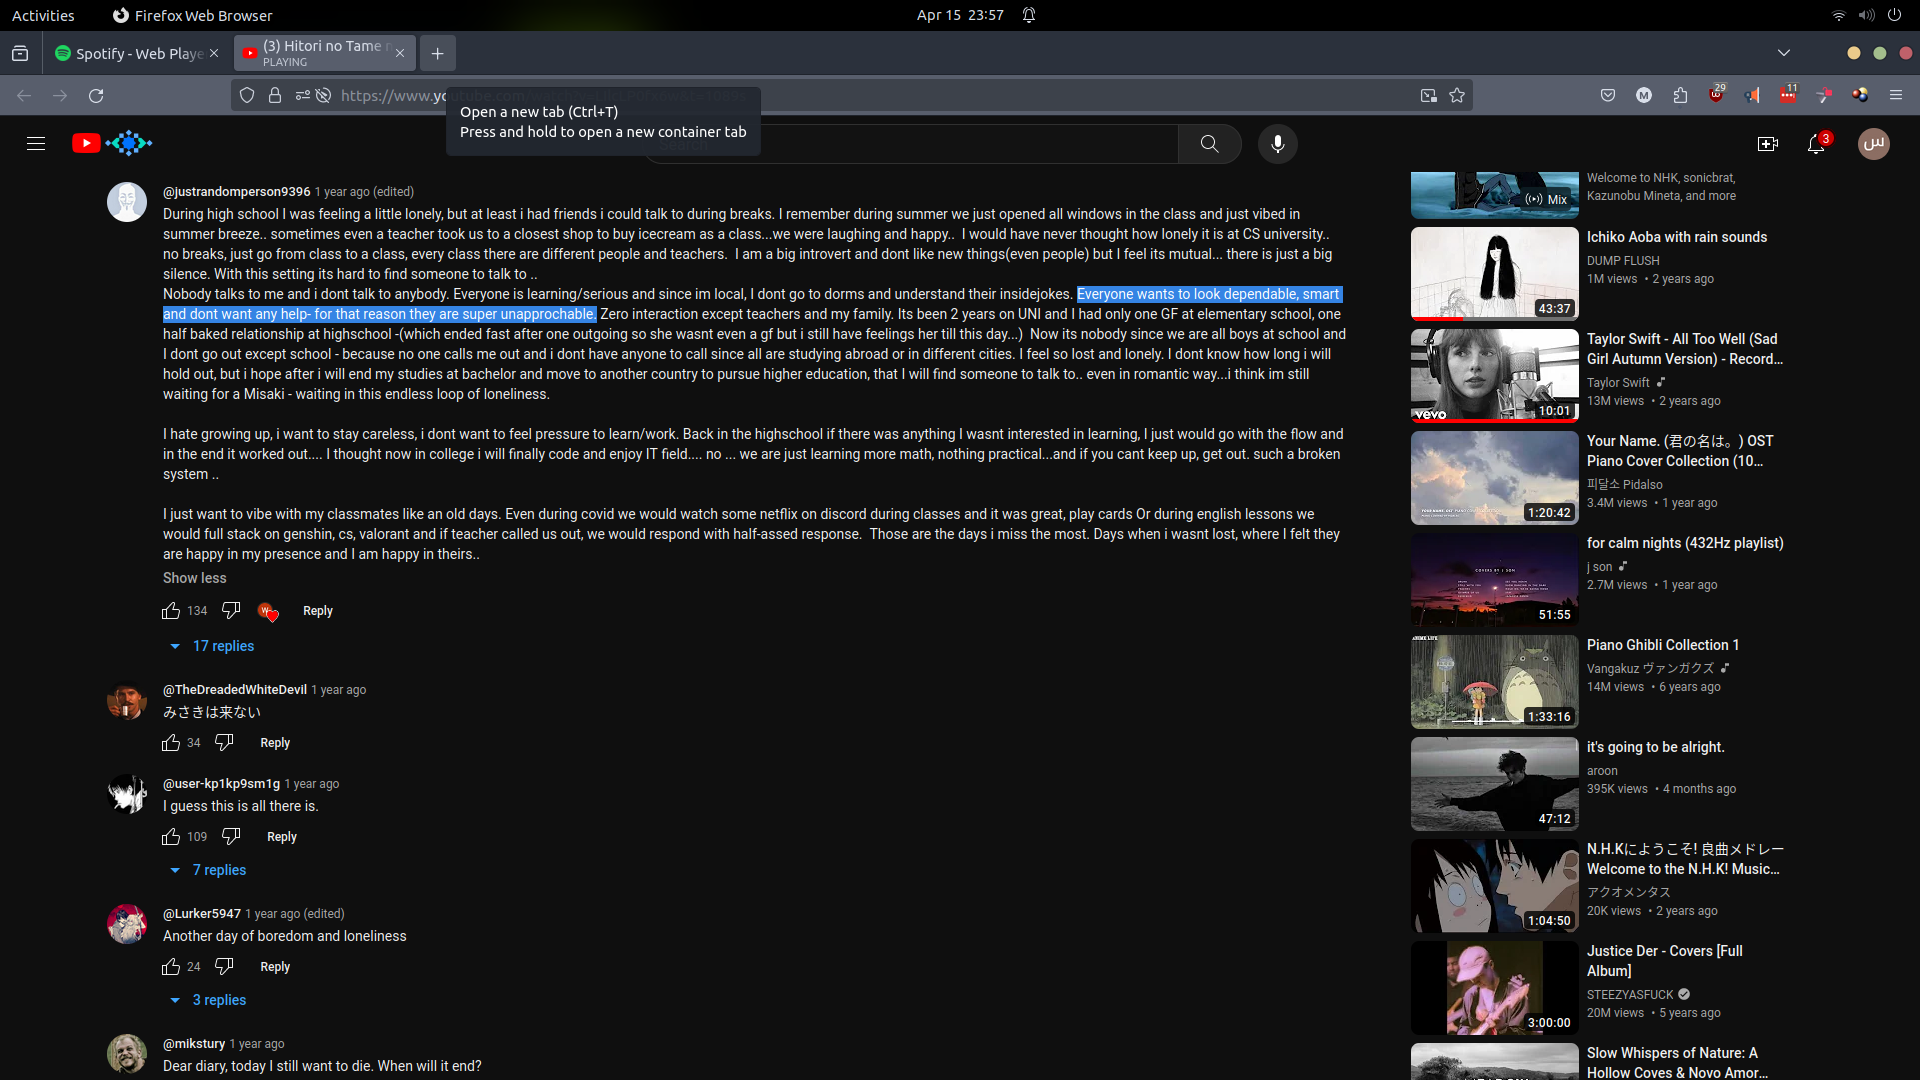 Activities
Firefox Web Browser
Apr 15 23:57
Spotify - Web Playe
(3) Hitori no Tame n
PLAYING
https://www.yo
Open a new tab (Ctrl+T)
Press and hold to open a new container tab
Search
29
M
11
3
س
@justrandomperson9396 1 year ago (edited)
During high school I was feeling a little lonely, but at least i had friends i could talk to during breaks. I remember during summer we just opened all windows in the class and just vibed in
summer breeze.. sometimes even a teacher took us to a closest shop to buy icecream as a class...we were laughing and happy.. I would have never thought how lonely it is at CS university..
no breaks, just go from class to a class, every class there are different people and teachers. I am a big introvert and dont like new things(even people) but I feel its mutual... there is just a big
silence. With this setting its hard to find someone to talk to ..
Nobody talks to me and i dont talk to anybody. Everyone is learning/serious and since im local, I dont go to dorms and understand their insidejokes. Everyone wants to look dependable, smart
and dont want any help- for that reason they are super unapprochable. Zero interaction except teachers and my family. Its been 2 years on UNI and I had only one GF at elementary school, one
half baked relationship at highschool -(which ended fast after one outgoing so she wasnt even a gf but i still have feelings her till this day...) Now its nobody since we are all boys at school and
I dont go out except school - because no one calls me out and i dont have anyone to call since all are studying abroad or in different cities. I feel so lost and lonely. I dont know how long i will
hold out, but i hope after i will end my studies at bachelor and move to another country to pursue higher education, that I will find someone to talk to.. even in romantic way...i think im still
waiting for a Misaki - waiting in this endless loop of loneliness.
I hate growing up, i want to stay careless, i dont want to feel pressure to learn/work. Back in the highschool if there was anything I wasnt interested in learning, I just would go with the flow and
in the end it worked out.... I thought now in college i will finally code and enjoy IT field.... no ... we are just learning more math, nothing practical...and if you cant keep up, get out. such a broken
system ..
I just want to vibe with my classmates like an old days. Even during covid we would watch some netflix on discord during classes and it was great, play cards Or during english lessons we
would full stack on genshin, cs, valorant and if teacher called us out, we would respond with half-assed response. Those are the days i miss the most. Days when i wasnt lost, where I felt they
are happy in my presence and I am happy in theirs..
Show less
134
Reply
17 replies
@TheDreadedWhiteDevil 1 year ago
みさきは来ない
34
Reply
@user-kp1kp9sm1g 1 year ago
I guess this is all there is.
109
Reply
7 replies
@Lurker5947 1 year ago (edited)
Another day of boredom and loneliness
24
Reply
3 replies
@mikstury 1 year ago
Dear diary, today I still want to die. When will it end?
Mix
Welcome to NHK, sonicbrat,
Kazunobu Mineta, and more
43:37
Ichiko Aoba with rain sounds
DUMP FLUSH
1M views • 2 years ago
vevo
10:01
Taylor Swift - All Too Well (Sad
Girl Autumn Version) - Record...
Taylor Swift
13M views • 2 years ago
1:20:42
Your Name. (君の名は。) OST
Piano Cover Collection (10...
피달소 Pidalso
3.4M views • 1 year ago
51:55
for calm nights (432Hz playlist)
j son
2.7M views • 1 year ago
ANIME LIFE
1:33:16
Piano Ghibli Collection 1
Vangakuz ヴァンガクズ
14M views • 6 years ago
47:12
it's going to be alright.
aroon
395K views • 4 months ago
1:04:50
N.H.Kにようこそ! 良曲メドレー
Welcome to the N.H.K! Music...
アクオメンタス
20K views • 2 years ago
3:00:00
Justice Der - Covers [Full
Album]
STEEZYASFUCK
20M views • 5 years ago
Slow Whispers of Nature: A
Hollow Coves & Novo Amor...